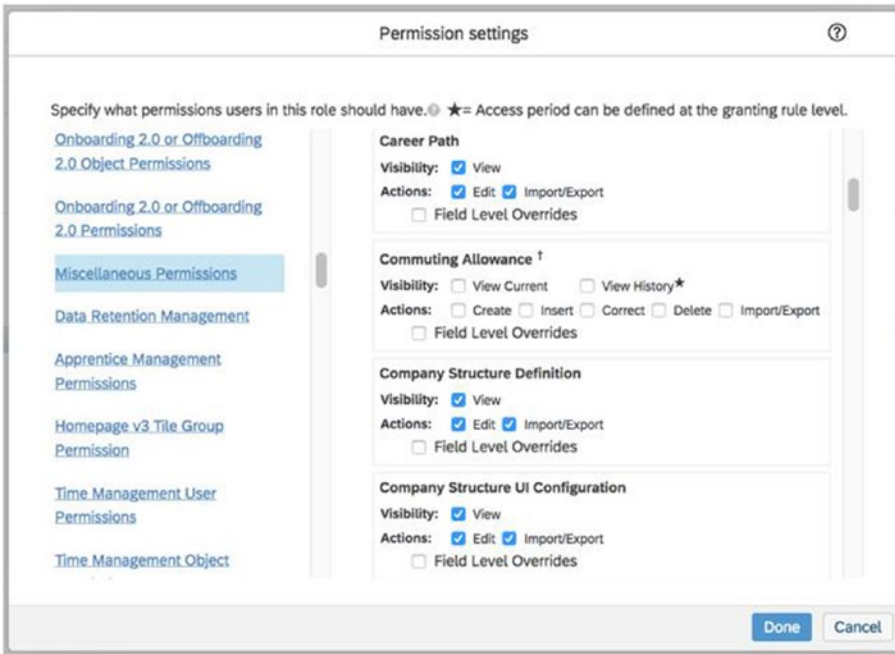 Permission settings
Specify what permissions users in this role should have. ★= Access period can be defined at the granting rule level.
Onboarding 2.0 or Offboarding
2.0 Object Permissions
Onboarding 2.0 or Offboarding
2.0 Permissions
Miscellaneous Permissions
Data Retention Management
Apprentice Management
Permissions
Homepage v3 Tile Group
Permission
Time Management User
Permissions
Time Management Object
Career Path
Visibility: View
Actions: Edit Import/Export
Field Level Overrides
Commuting Allowance †
Visibility: View Current View History★
Actions: Create Insert Correct Delete Import/Export
Field Level Overrides
Company Structure Definition
Visibility: View
Actions: Edit Import/Export
Field Level Overrides
Company Structure UI Configuration
Visibility: View
Actions: Edit Import/Export
Field Level Overrides
Done Cancel